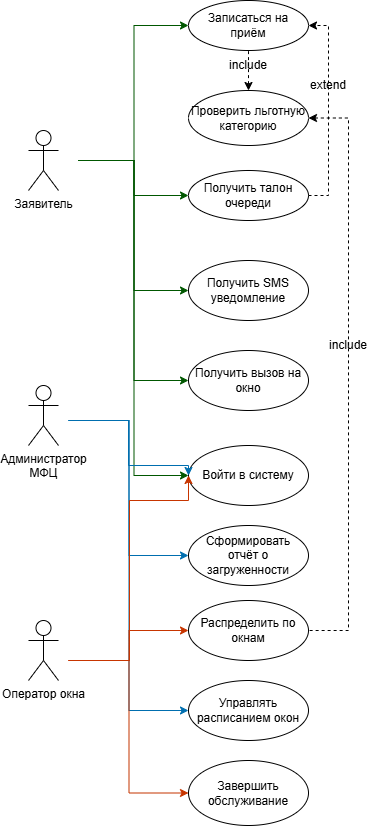 Записаться на
приём
include
extend
Проверить льготную
категорию
Заявитель
Получить талон
очереди
Получить SMS
уведомление
include
Получить вызов на
окно
Администратор
МФЦ
Войти в систему
Сформировать
отчёт о
загруженности
Распределить по
окнам
Оператор окна
Управлять
расписанием окон
Завершить
обслуживание